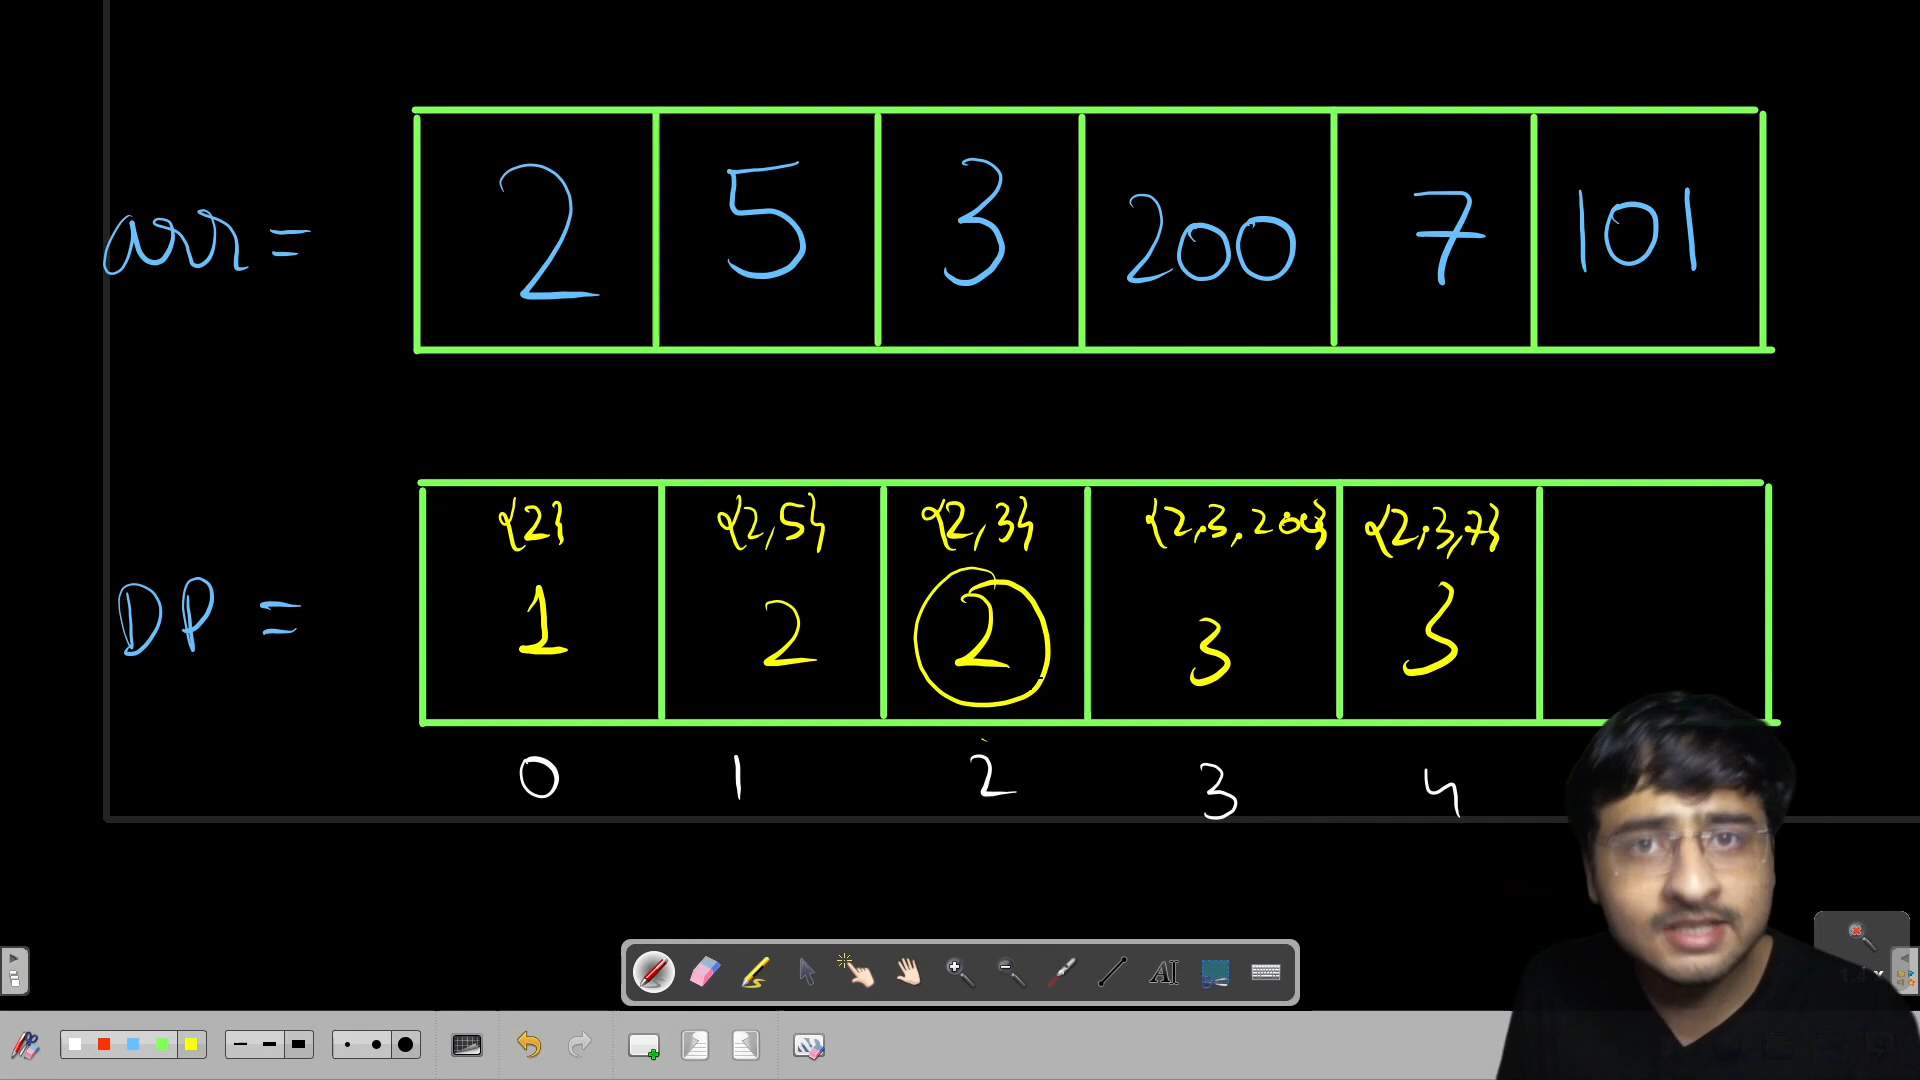 arr = 2 5 3 200 7 101
{2} {2,5} {2,3} {2,3,200} {2,3,7}
DP = 1 2 2 3 3
0 1 2 3 4
AI